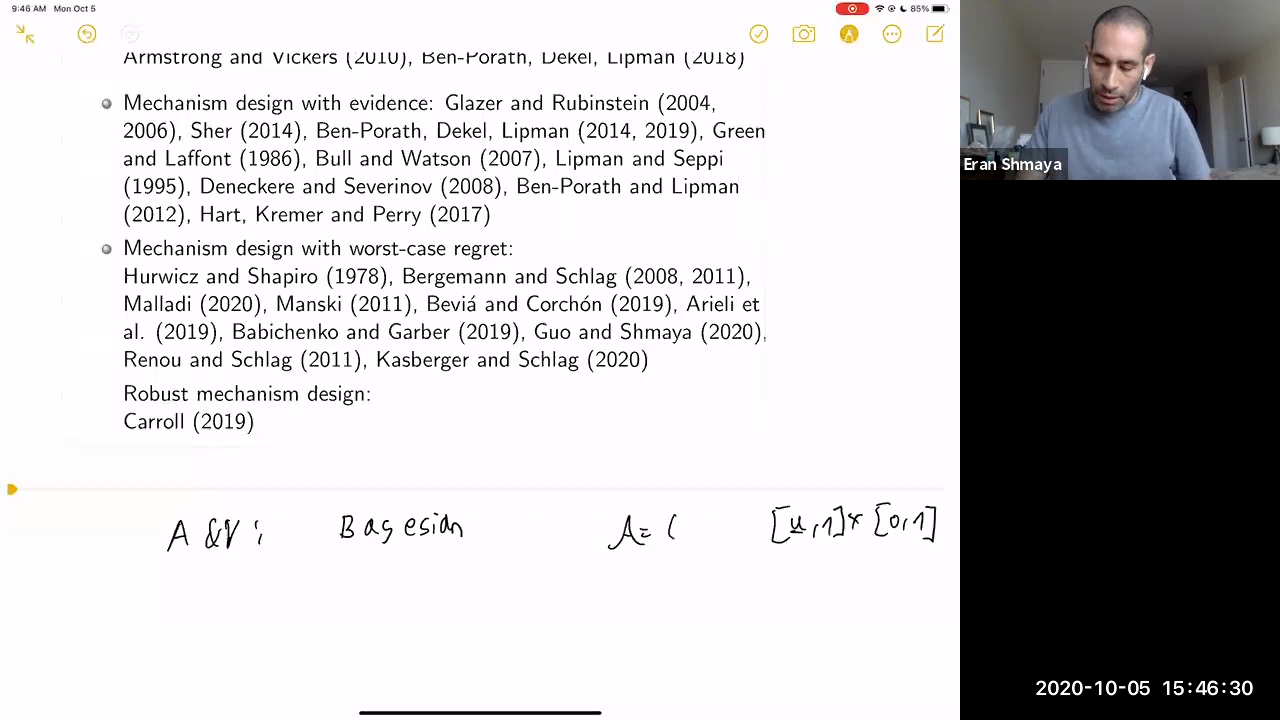 9:46 AM Mon Oct 5
85%
Armstrong and Vickers (2010), Ben-Porath, Dekel, Lipman (2018)
Mechanism design with evidence: Glazer and Rubinstein (2004,
2006), Sher (2014), Ben-Porath, Dekel, Lipman (2014, 2019), Green
and Laffont (1986), Bull and Watson (2007), Lipman and Seppi
(1995), Deneckere and Severinov (2008), Ben-Porath and Lipman
(2012), Hart, Kremer and Perry (2017)
Mechanism design with worst-case regret:
Hurwicz and Shapiro (1978), Bergemann and Schlag (2008, 2011),
Malladi (2020), Manski (2011), Beviá and Corchón (2019), Arieli et
al. (2019), Babichenko and Garber (2019), Guo and Shmaya (2020),
Renou and Schlag (2011), Kasberger and Schlag (2020)
Robust mechanism design:
Carroll (2019)
A &V: Bayesian A= ( [u,1]× [0,1]
Eran Shmaya
2020-10-05 15:46:30